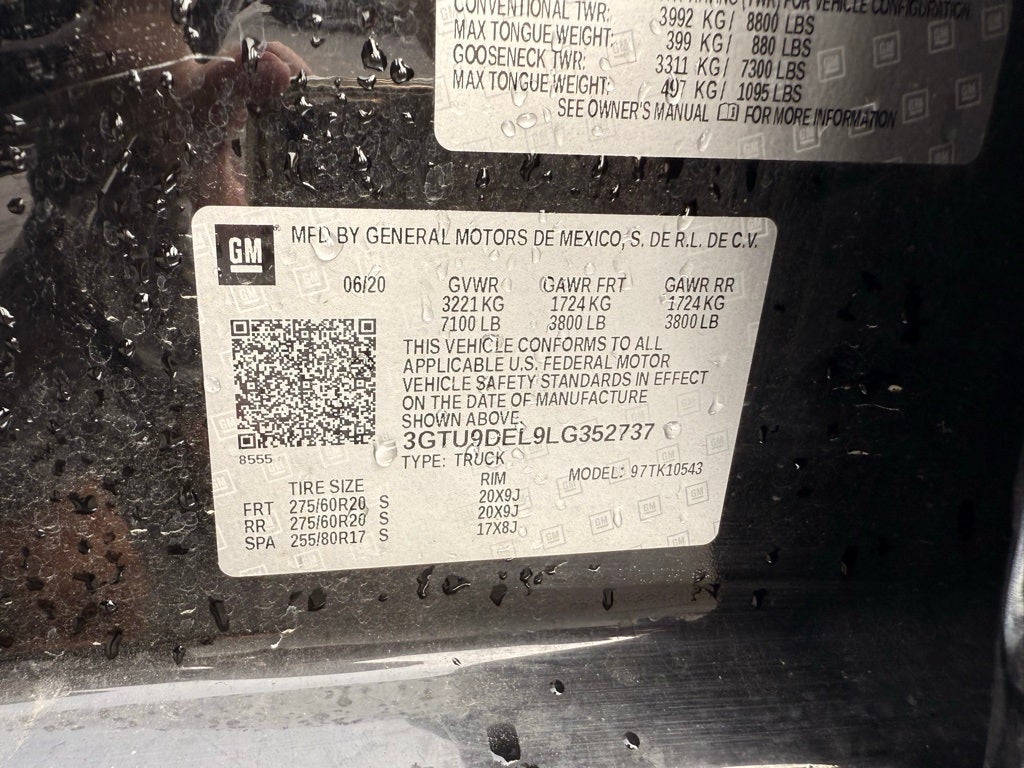 (TWR) FOR VEHICLE CONFIGURATION
CONVENTIONAL TWR: 3992 KG/ 8800 LBS
MAX TONGUE WEIGHT: 399 KG/ 880 LBS
GOOSENECK TWR: 3311 KG/ 7300 LBS
MAX TONGUE WEIGHT: 497 KG/ 1095 LBS
SEE OWNER'S MANUAL FOR MORE INFORMATION
GM MFD BY GENERAL MOTORS DE MEXICO, S. DE R.L. DE C.V.
06/20 GVWR GAWR FRT GAWR RR
3221 KG 1724 KG 1724 KG
7100 LB 3800 LB 3800 LB
THIS VEHICLE CONFORMS TO ALL
APPLICABLE U.S. FEDERAL MOTOR
VEHICLE SAFETY STANDARDS IN EFFECT
ON THE DATE OF MANUFACTURE
SHOWN ABOVE.
3GTU9DEL9LG352737
8555 TYPE: TRUCK MODEL: 97TK10543
TIRE SIZE RIM
FRT 275/60R20 S 20X9J
RR 275/60R20 S 20X9J
SPA 255/80R17 S 17X8J